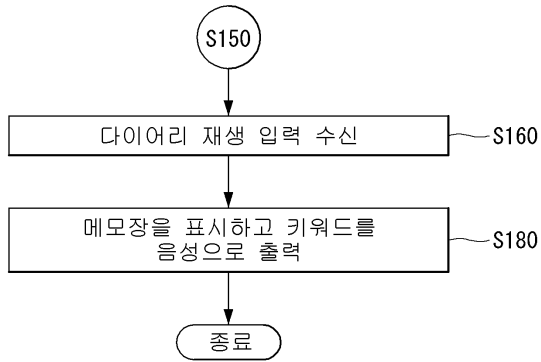 S150
다이어리 재생 입력 수신
S160
메모장을 표시하고 키워드를
음성으로 출력
S180
종료